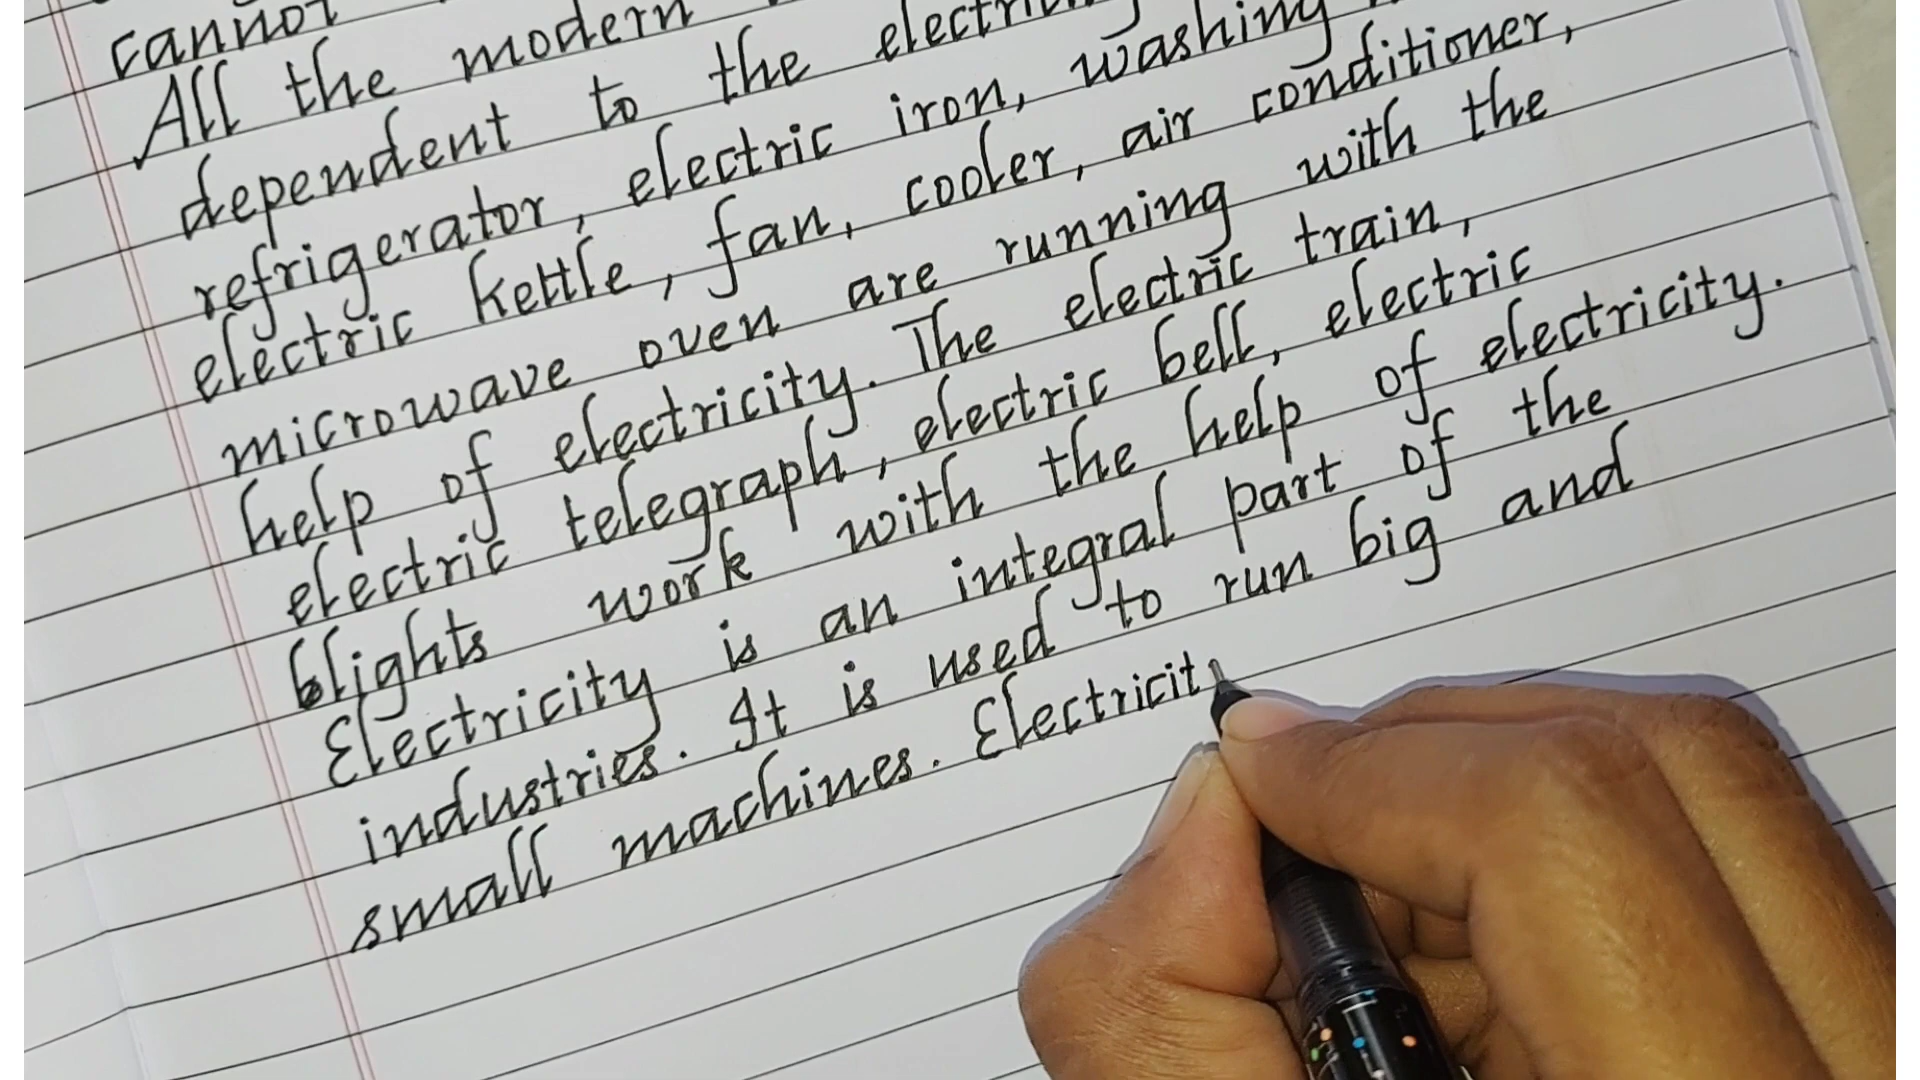 cannot
All the modern
dependent to the
refrigerator, electric iron, washing
electric kettle, fan, cooler, air conditioner,
microwave oven are running with the
help of electricity. The electric train,
electric telegraph, electric bell, electric
lights work with the help of electricity.
Electricity is an integral part of the
industries. It is used to run big and
small machines. Electricit